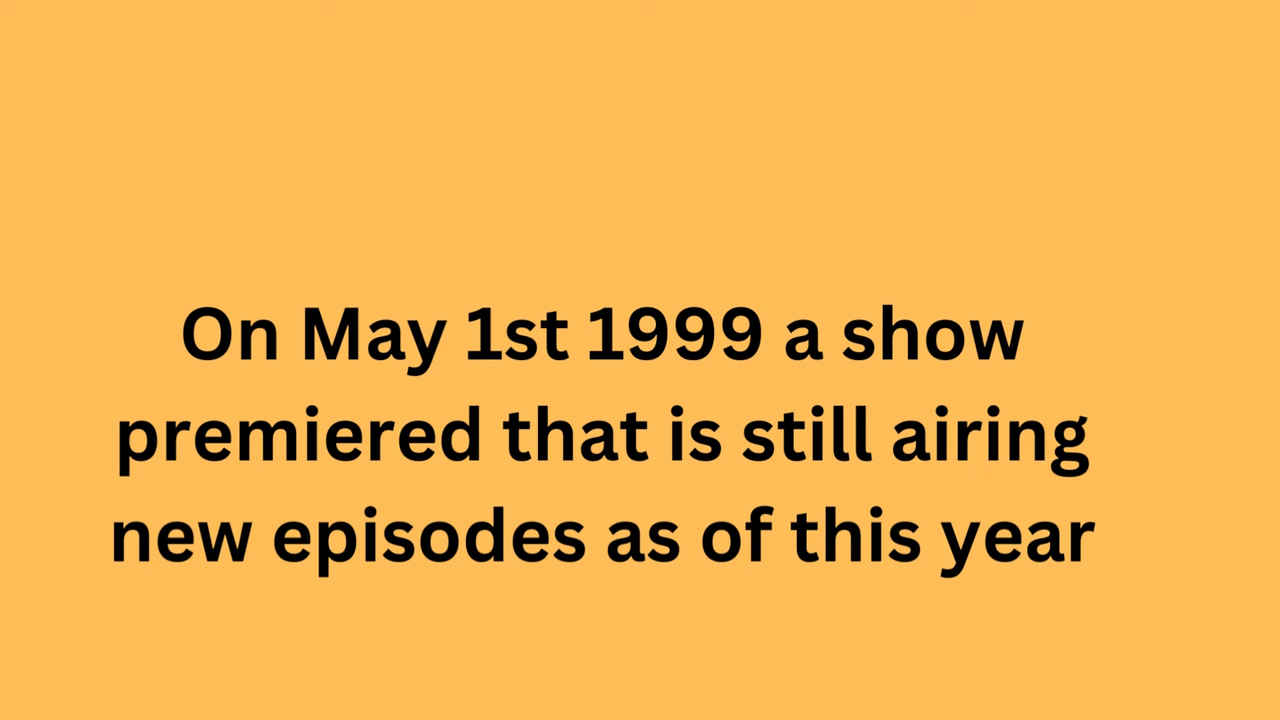 On May 1st 1999 a show
premiered that is still airing
new episodes as of this year